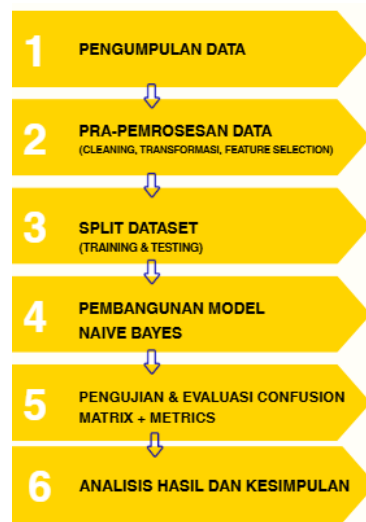 1
PENGUMPULAN DATA
2
PRA-PEMROSESAN DATA
(CLEANING, TRANSFORMASI, FEATURE SELECTION)
3
SPLIT DATASET
(TRAINING & TESTING)
4
PEMBANGUNAN MODEL
NAIVE BAYES
5
PENGUJIAN & EVALUASI CONFUSION
MATRIX + METRICS
6
ANALISIS HASIL DAN KESIMPULAN